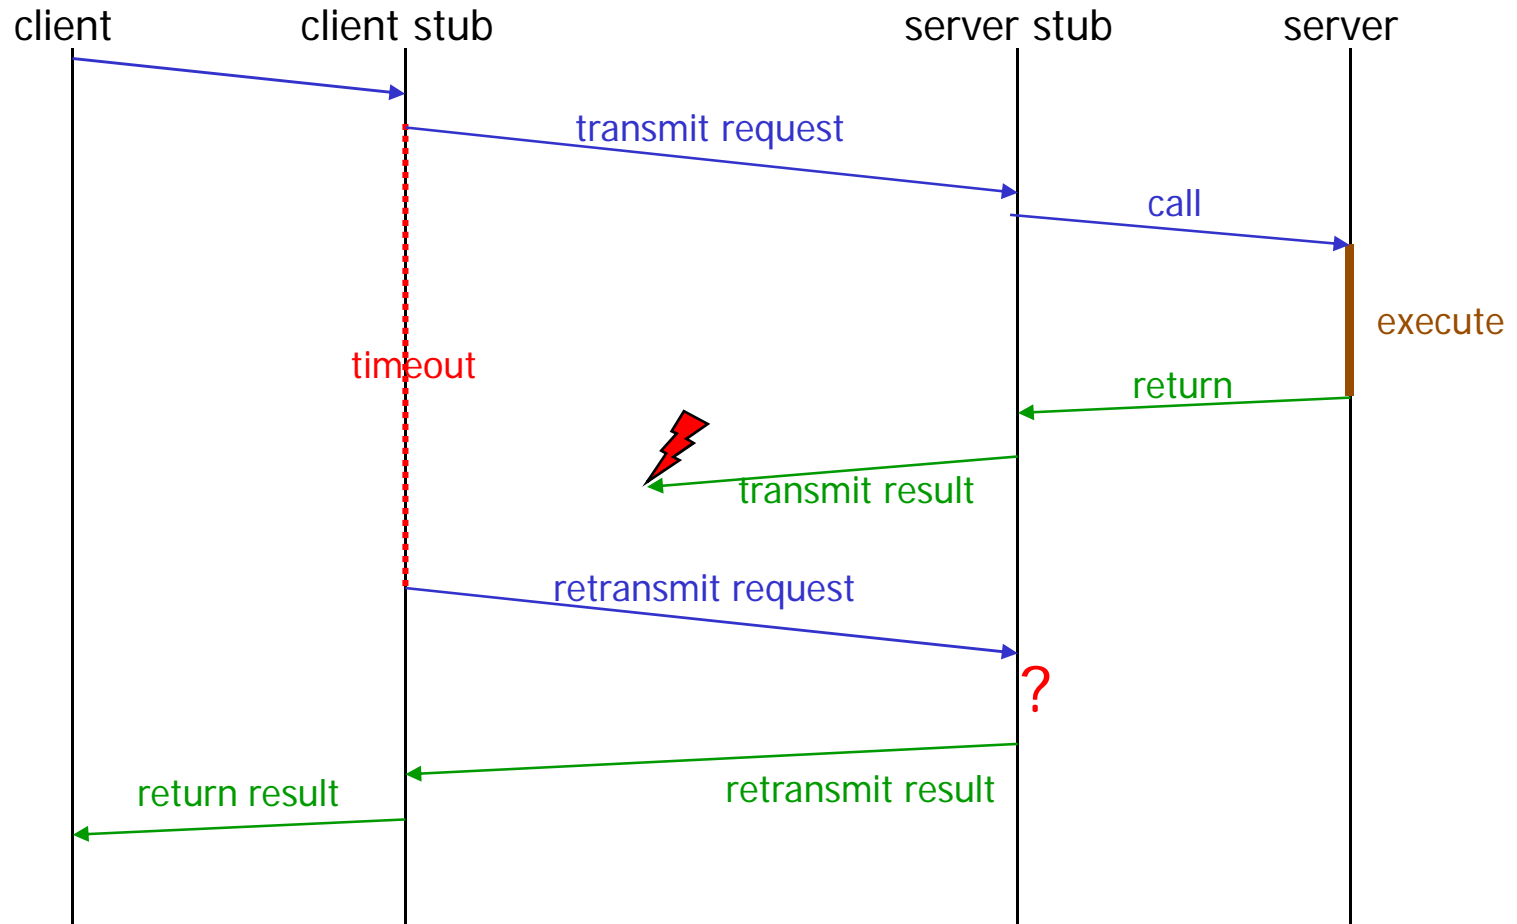 client
client stub
server stub
server
transmit request
call
execute
timeout
return
transmit result
retransmit request
?
retransmit result
return result